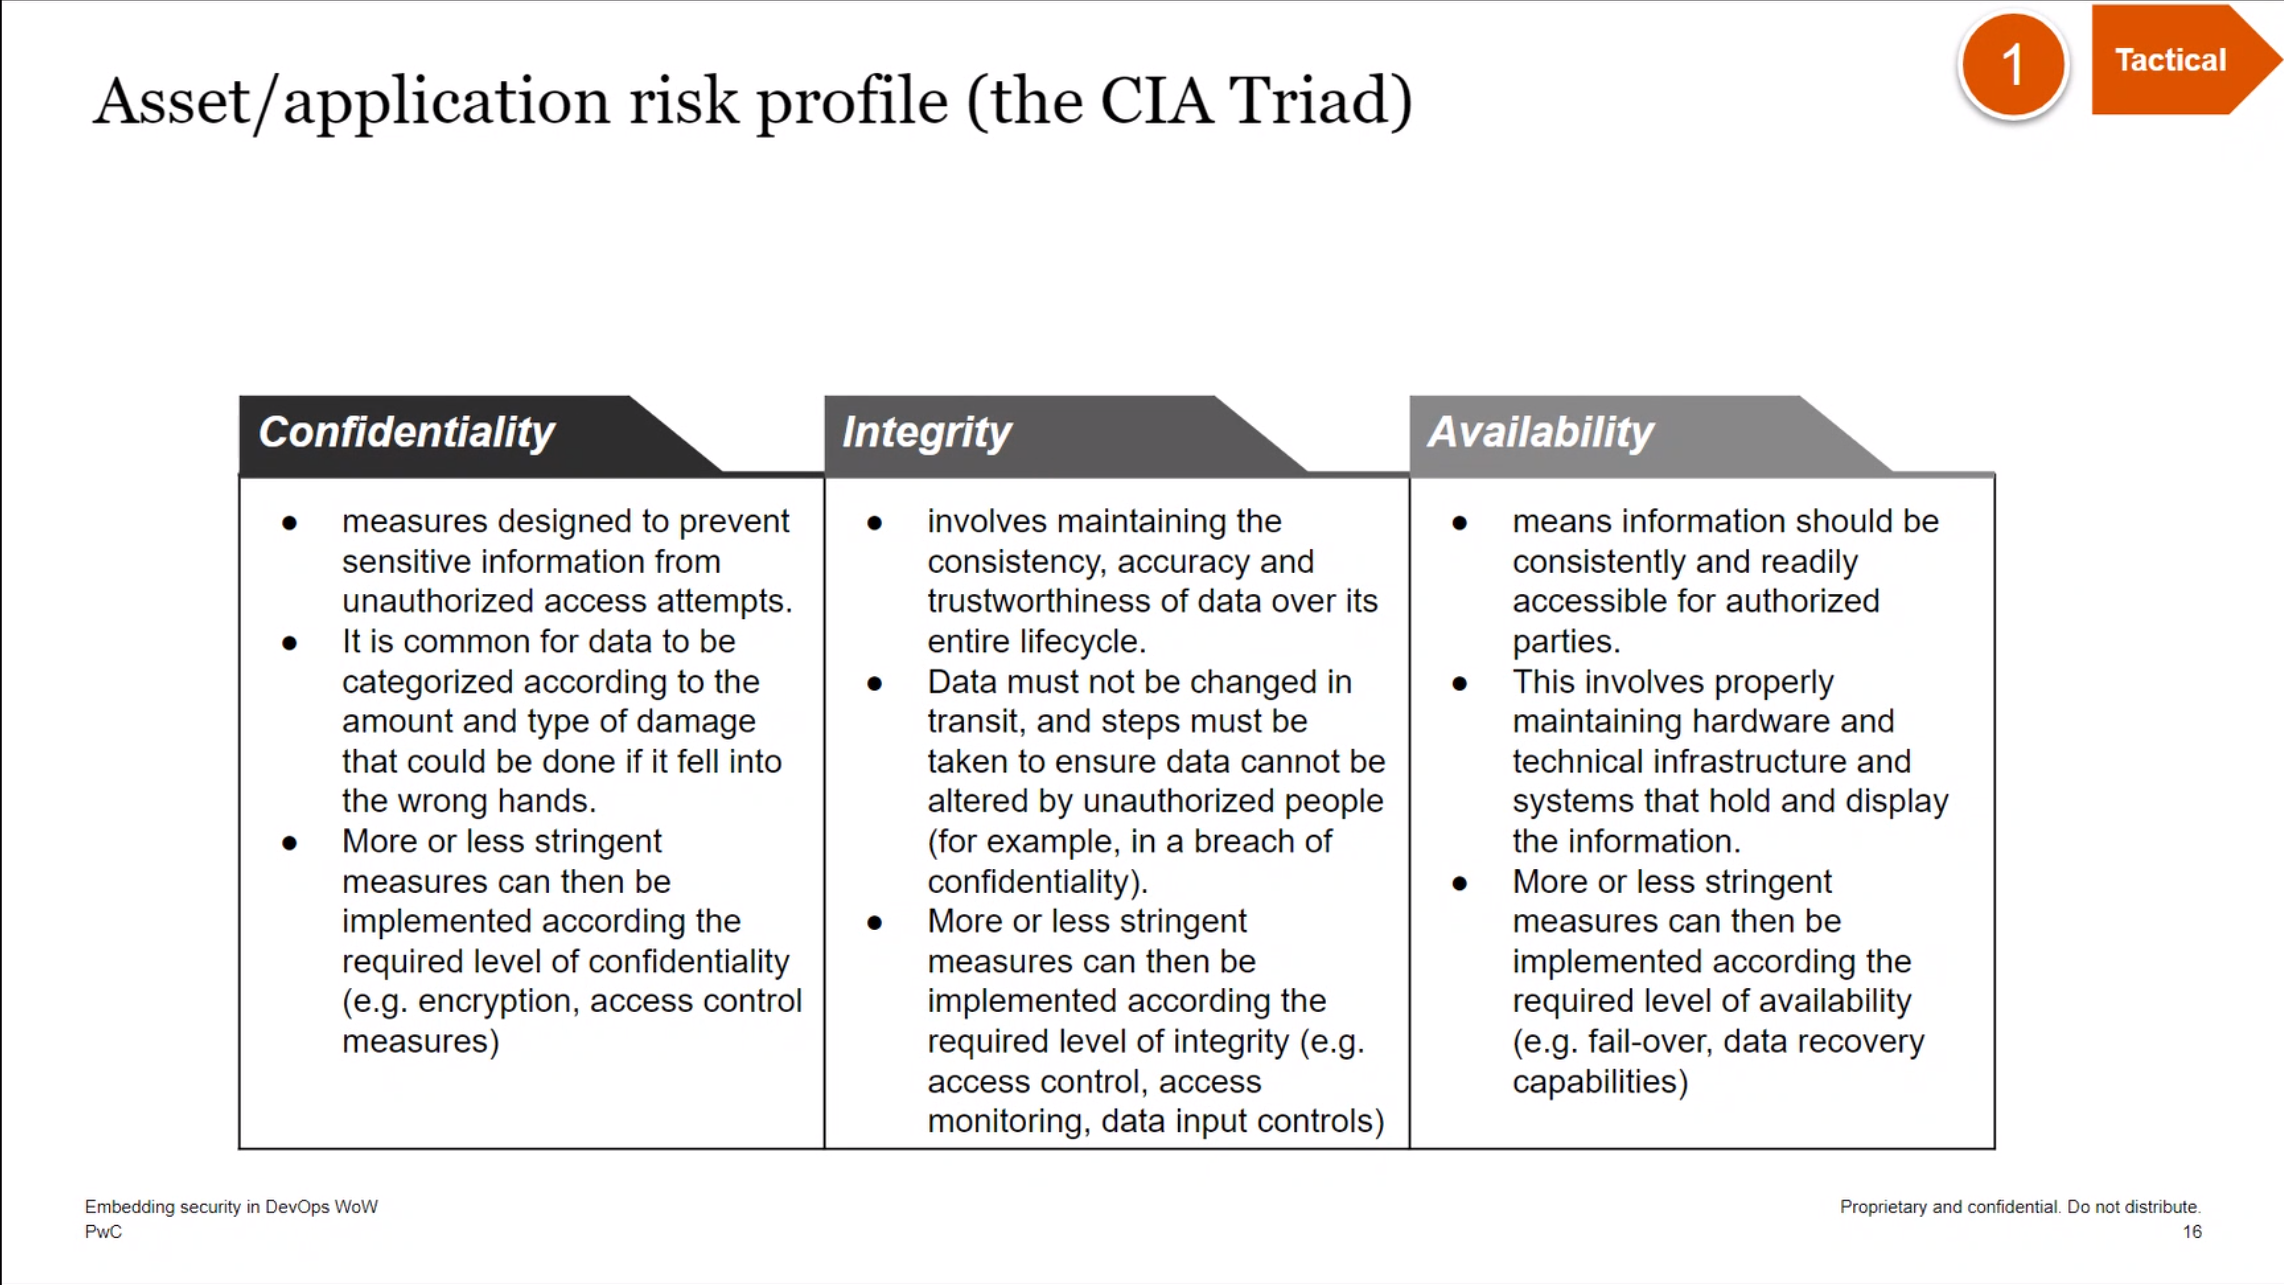 1
Tactical
Asset/application risk profile (the CIA Triad)
Confidentiality
● measures designed to prevent
sensitive information from
unauthorized access attempts.
● It is common for data to be
categorized according to the
amount and type of damage
that could be done if it fell into
the wrong hands.
● More or less stringent
measures can then be
implemented according the
required level of confidentiality
(e.g. encryption, access control
measures)
Integrity
● involves maintaining the
consistency, accuracy and
trustworthiness of data over its
entire lifecycle.
● Data must not be changed in
transit, and steps must be
taken to ensure data cannot be
altered by unauthorized people
(for example, in a breach of
confidentiality).
● More or less stringent
measures can then be
implemented according the
required level of integrity (e.g.
access control, access
monitoring, data input controls)
Availability
● means information should be
consistently and readily
accessible for authorized
parties.
● This involves properly
maintaining hardware and
technical infrastructure and
systems that hold and display
the information.
● More or less stringent
measures can then be
implemented according the
required level of availability
(e.g. fail-over, data recovery
capabilities)
Embedding security in DevOps WoW
PwC
Proprietary and confidential. Do not distribute.
16